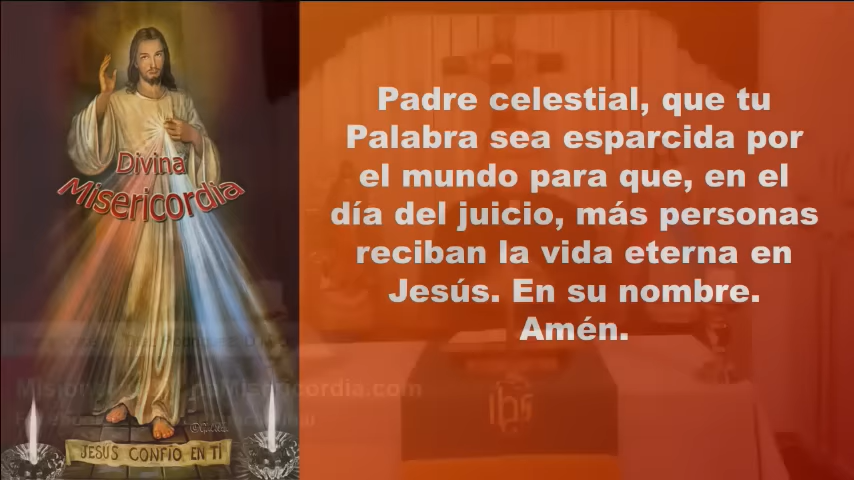 Divina
Misericordia
JESUS CONFIO EN TI
Padre celestial, que tu
Palabra sea esparcida por
el mundo para que, en el
día del juicio, más personas
reciban la vida eterna en
Jesús. En su nombre.
Amén.